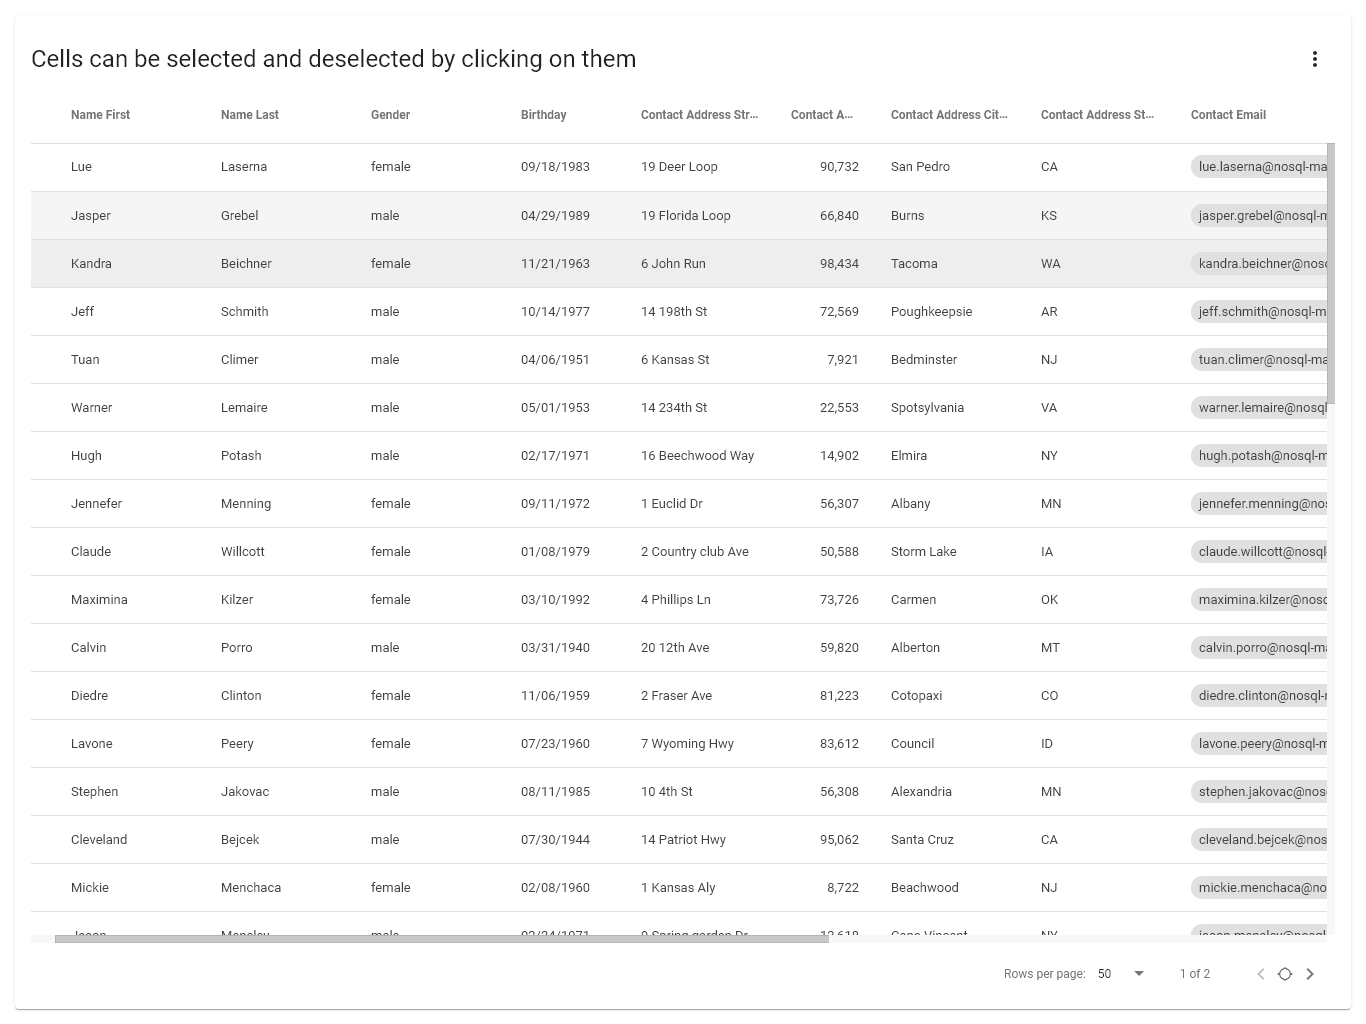 Cells can be selected and deselected by clicking on them
Name First Name Last Gender Birthday Contact Address Str... Contact A... Contact Address Cit... Contact Address St... Contact Email
Lue Laserna female 09/18/1983 19 Deer Loop 90,732 San Pedro CA lue.laserna@nosql-ma
Jasper Grebel male 04/29/1989 19 Florida Loop 66,840 Burns KS jasper.grebel@nosql-m
Kandra Beichner female 11/21/1963 6 John Run 98,434 Tacoma WA kandra.beichner@nosc
Jeff Schmith male 10/14/1977 14 198th St 72,569 Poughkeepsie AR jeff.schmith@nosql-m
Tuan Climer male 04/06/1951 6 Kansas St 7,921 Bedminster NJ tuan.climer@nosql-ma
Warner Lemaire male 05/01/1953 14 234th St 22,553 Spotsylvania VA warner.lemaire@nosql
Hugh Potash male 02/17/1971 16 Beechwood Way 14,902 Elmira NY hugh.potash@nosql-m
Jennefer Menning female 09/11/1972 1 Euclid Dr 56,307 Albany MN jennefer.menning@nos
Claude Willcott female 01/08/1979 2 Country club Ave 50,588 Storm Lake IA claude.willcott@nosql-
Maximina Kilzer female 03/10/1992 4 Phillips Ln 73,726 Carmen OK maximina.kilzer@nosc
Calvin Porro male 03/31/1940 20 12th Ave 59,820 Alberton MT calvin.porro@nosql-ma
Diedre Clinton female 11/06/1959 2 Fraser Ave 81,223 Cotopaxi CO diedre.clinton@nosql-r
Lavone Peery female 07/23/1960 7 Wyoming Hwy 83,612 Council ID lavone.peery@nosql-m
Stephen Jakovac male 08/11/1985 10 4th St 56,308 Alexandria MN stephen.jakovac@nos
Cleveland Bejcek male 07/30/1944 14 Patriot Hwy 95,062 Santa Cruz CA cleveland.bejcek@nos
Mickie Menchaca female 02/08/1960 1 Kansas Aly 8,722 Beachwood NJ mickie.menchaca@no
Rows per page: 50 1 of 2